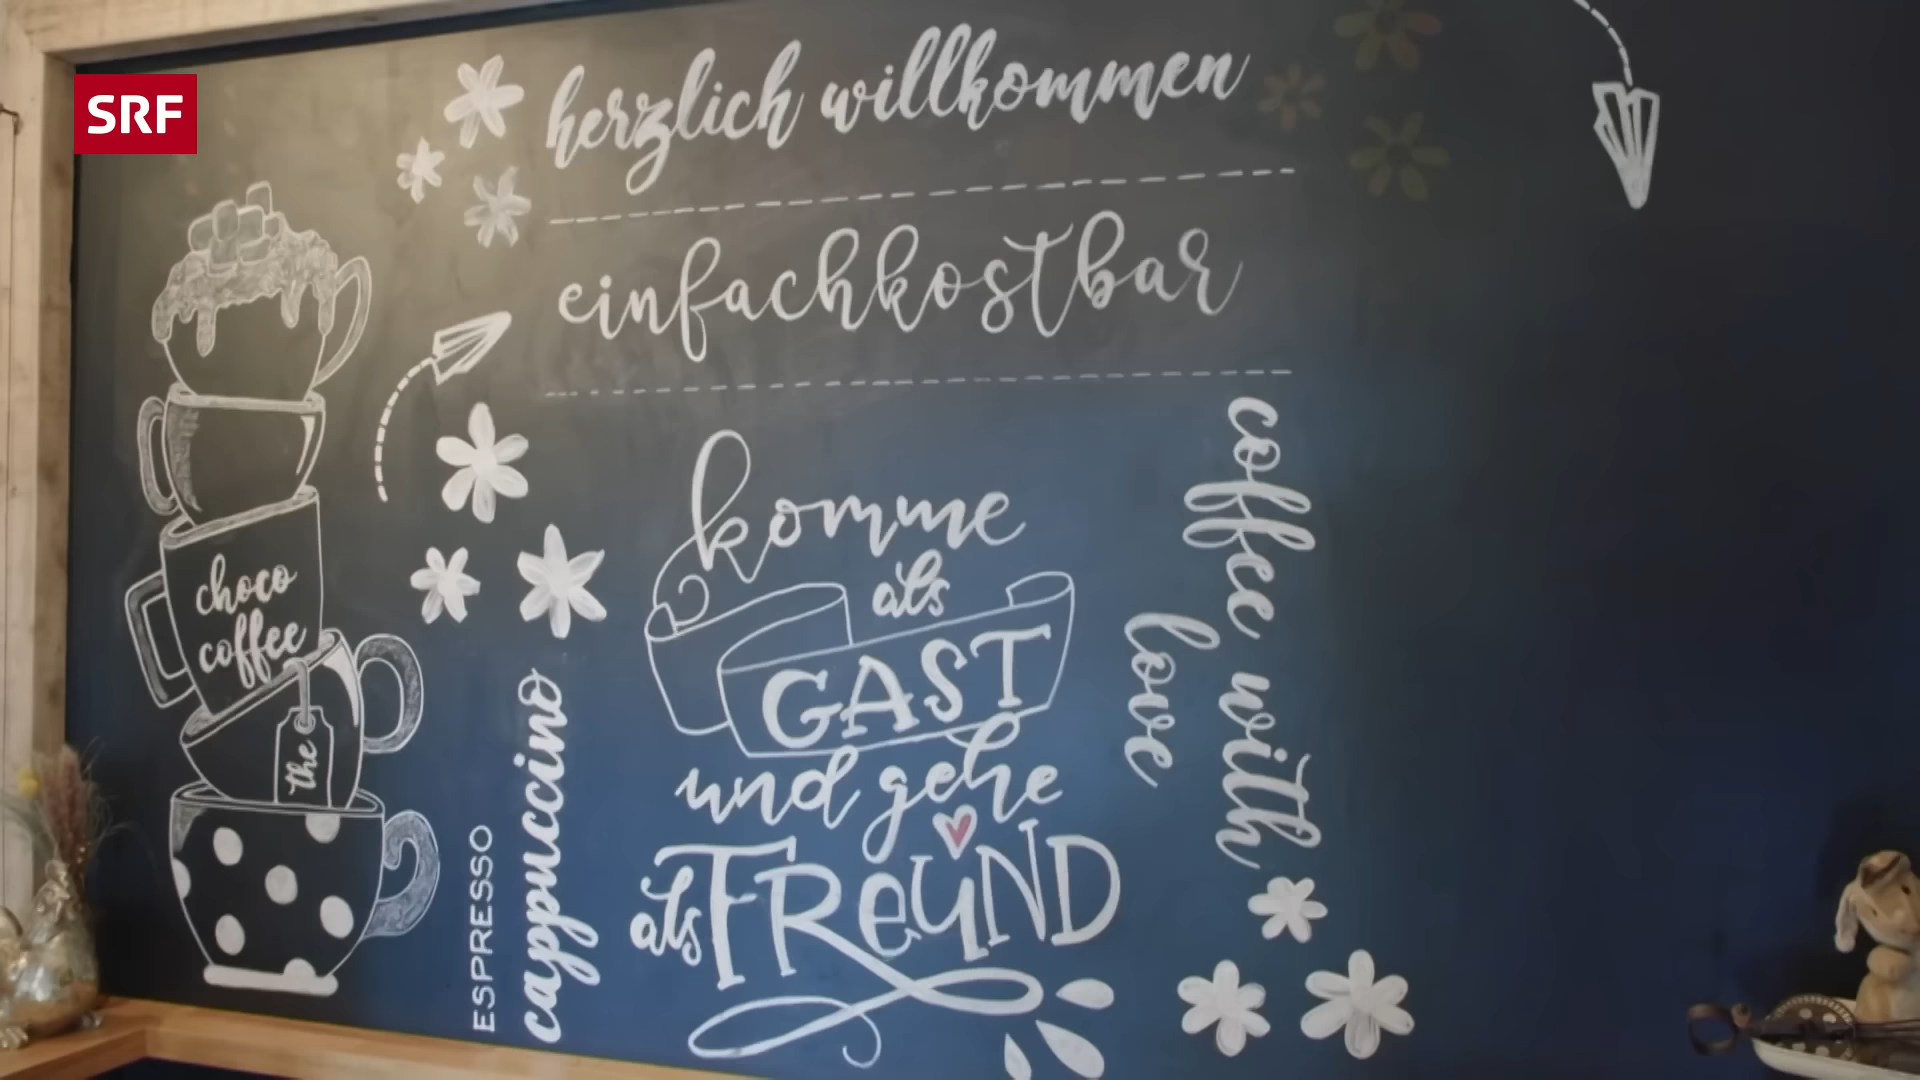 SRF
herzlich willkommen
einfachkostbar
komme
als
GAST
und gehe
als FReUND
coffee with
love
choco
coffee
the
ESPRESSO
cappuccino